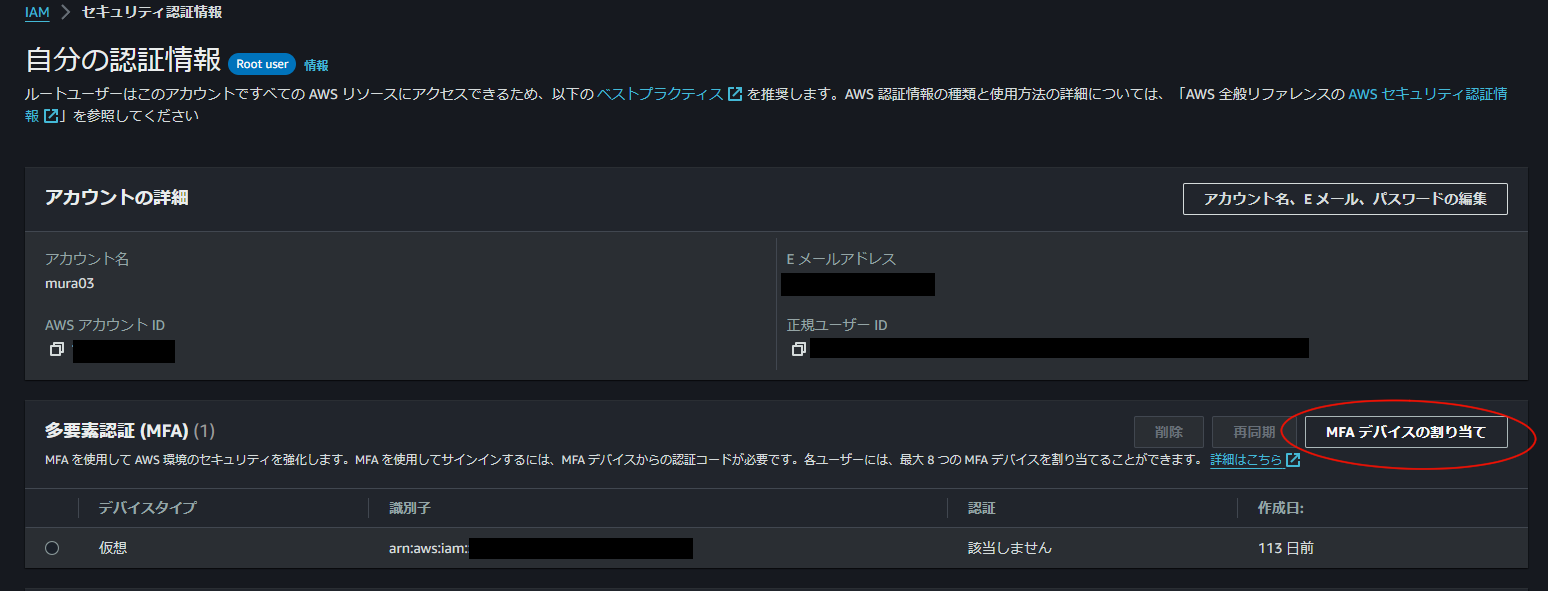 IAM > セキュリティ認証情報
自分の認証情報 Root user 情報
ルートユーザーはこのアカウントですべての AWS リソースにアクセスできるため、以下の ベストプラクティス を推奨します。AWS 認証情報の種類と使用方法の詳細については、「AWS 全般リファレンスの AWS セキュリティ認証情
報 」を参照してください
アカウントの詳細
アカウント名、E メール、パスワードの編集
アカウント名
mura03
E メールアドレス
AWS アカウント ID
正規ユーザー ID
多要素認証 (MFA) (1)
削除 再同期 MFA デバイスの割り当て
MFA を使用して AWS 環境のセキュリティを強化します。MFA を使用してサインインするには、MFA デバイスからの認証コードが必要です。各ユーザーには、最大 8 つの MFA デバイスを割り当てることができます。 詳細はこちら
デバイスタイプ 識別子 認証 作成日:
仮想 arn:aws:iam: 該当しません 113 日前